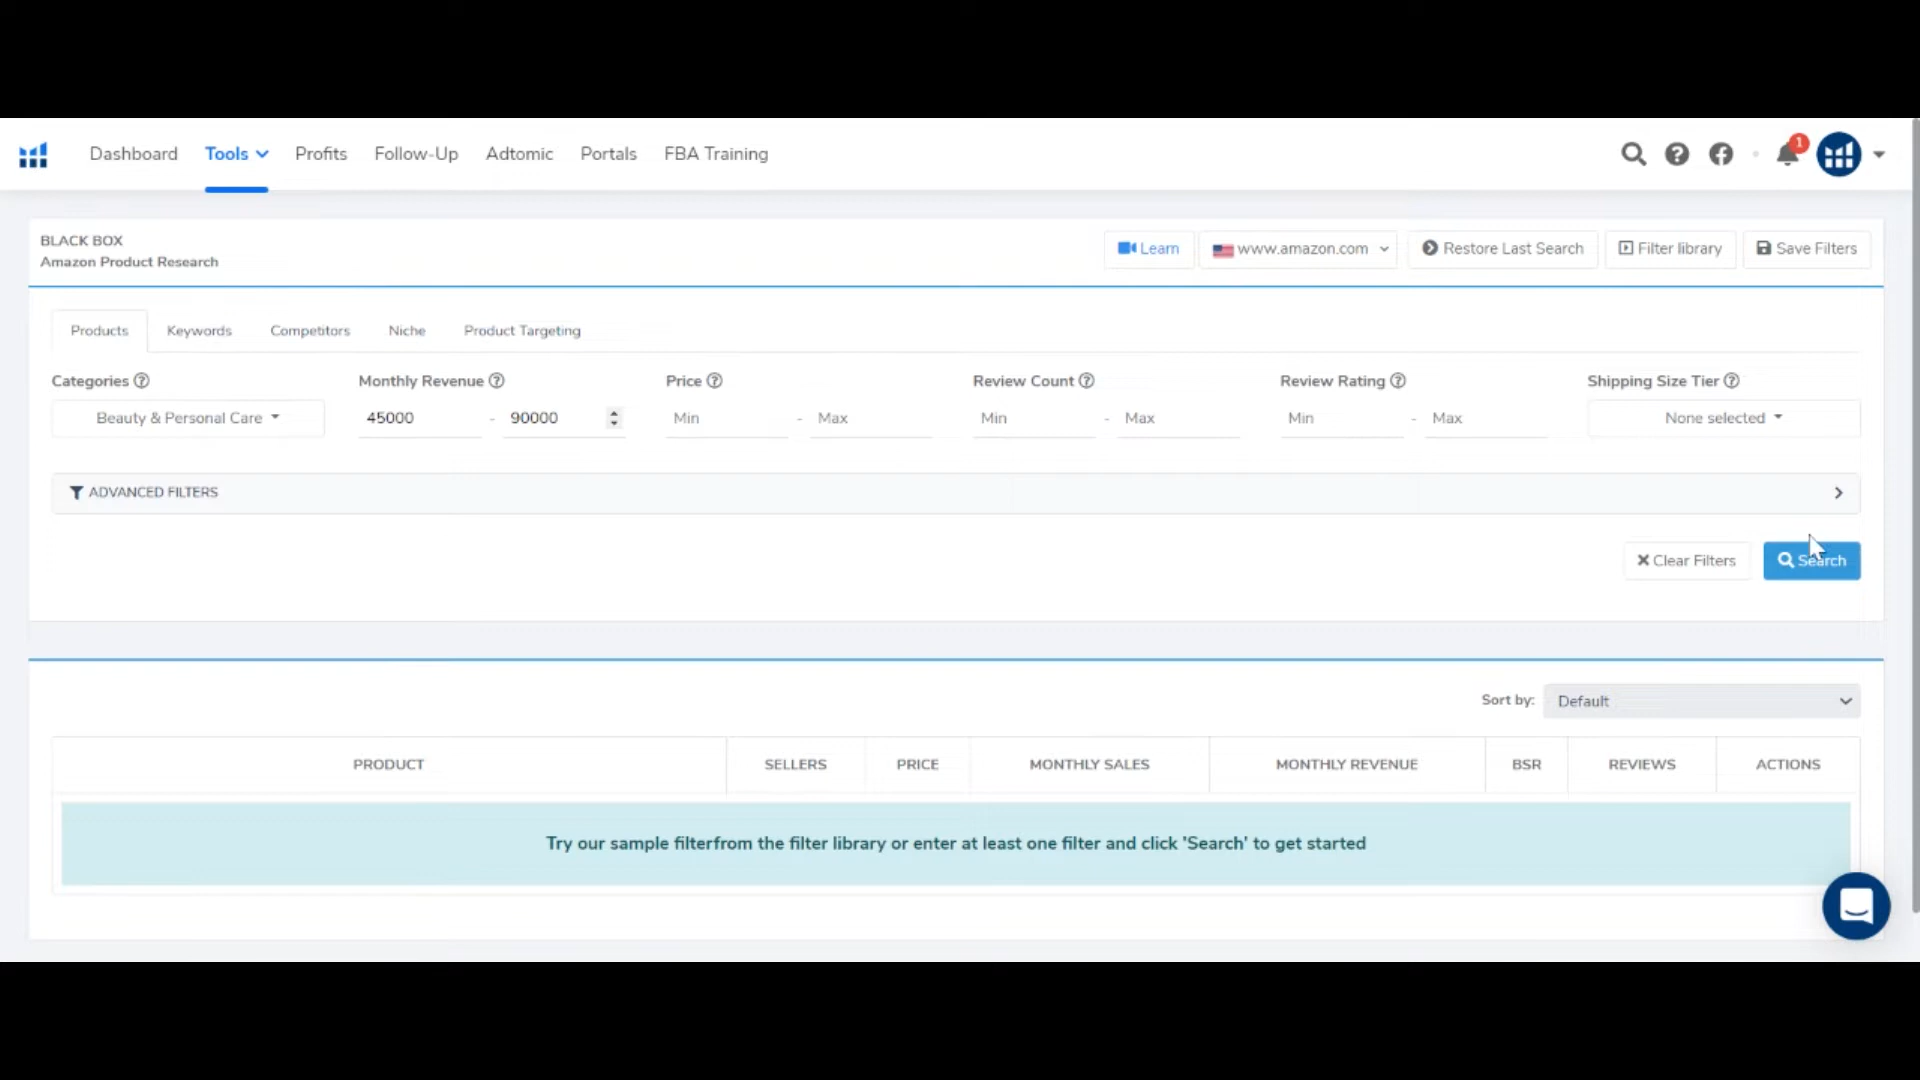 Dashboard Tools Profits Follow-Up Adtomic Portals FBA Training 1
BLACK BOX
Amazon Product Research
Learn www.amazon.com Restore Last Search Filter library Save Filters
Products Keywords Competitors Niche Product Targeting
Categories Monthly Revenue Price Review Count Review Rating Shipping Size Tier
Beauty & Personal Care 45000 - 90000 Min - Max Min - Max Min - Max None selected
ADVANCED FILTERS
Clear Filters Search
Sort by: Default
PRODUCT SELLERS PRICE MONTHLY SALES MONTHLY REVENUE BSR REVIEWS ACTIONS
Try our sample filterfrom the filter library or enter at least one filter and click 'Search' to get started